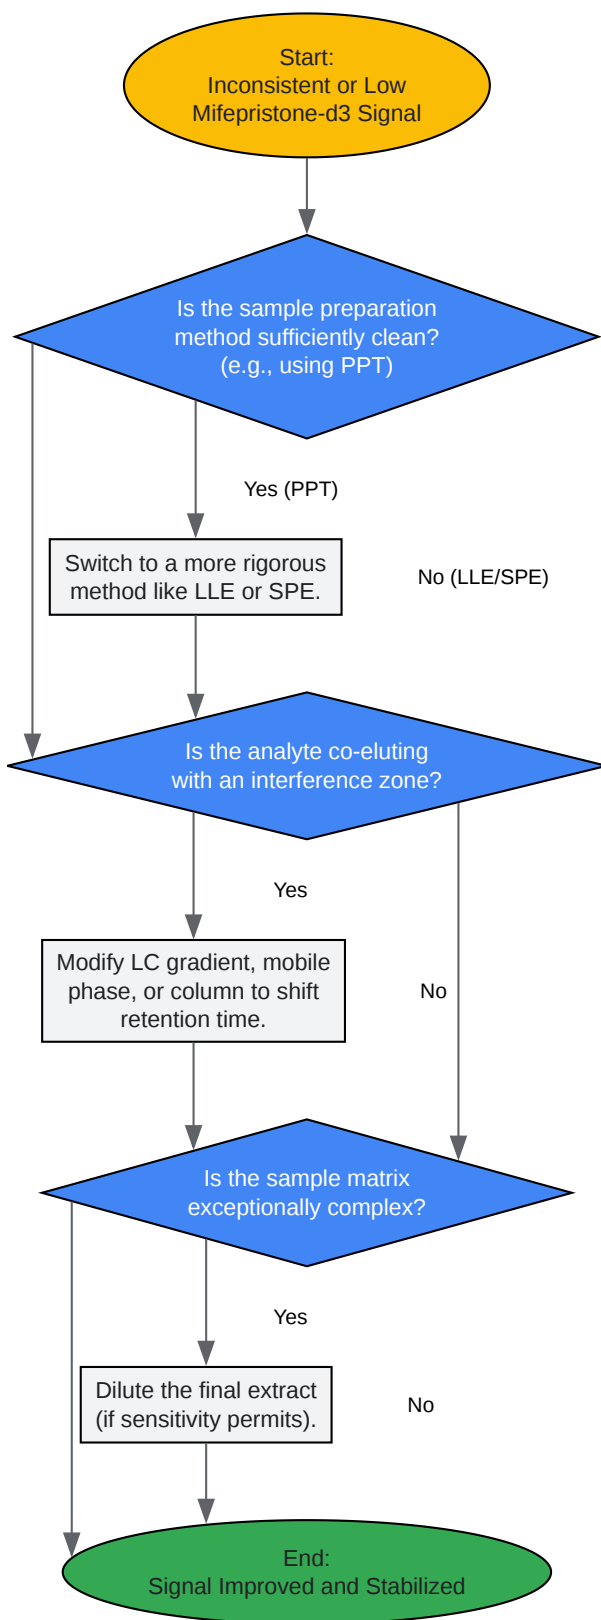 Start:
Inconsistent or Low
Mifepristone-d3 Signal
Is the sample preparation
method sufficiently clean?
(e.g., using PPT)
Yes (PPT)
Switch to a more rigorous
method like LLE or SPE.
No (LLE/SPE)
Is the analyte co-eluting
with an interference zone?
Yes
Modify LC gradient, mobile
phase, or column to shift
retention time.
No
Is the sample matrix
exceptionally complex?
Yes
Dilute the final extract
(if sensitivity permits).
No
End:
Signal Improved and Stabilized